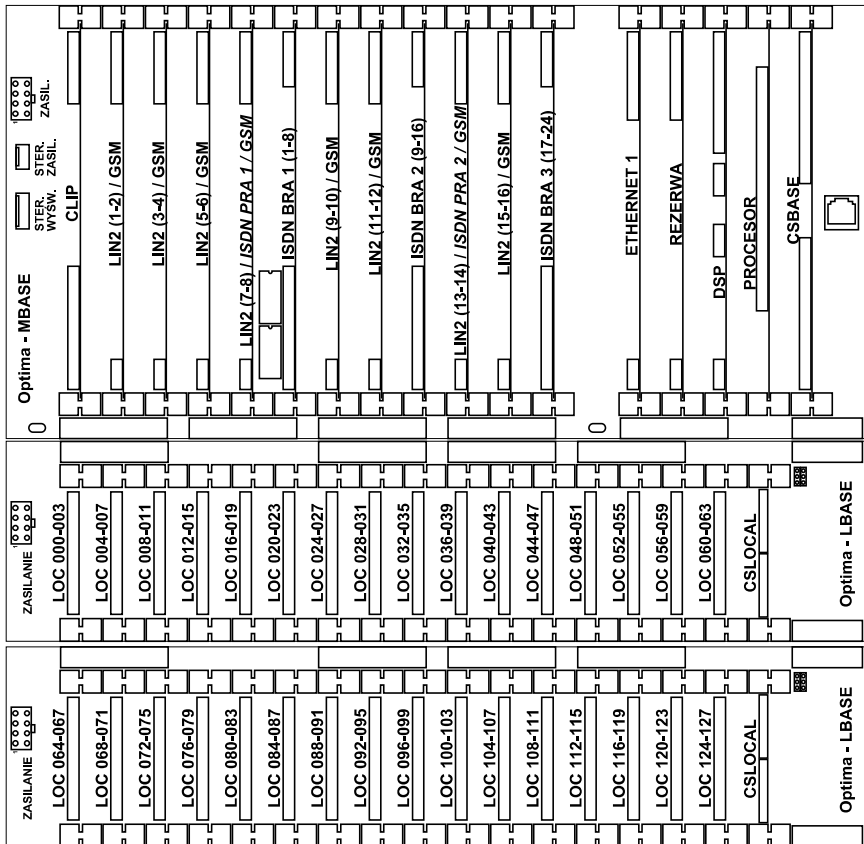 Optima - MBASE
STER.
WYŚW.
STER.
ZASIL.
1
ZASIL.
CLIP
LIN2 (1-2) / GSM
LIN2 (3-4) / GSM
LIN2 (5-6) / GSM
LIN2 (7-8) / ISDN PRA 1 / GSM
ISDN BRA 1 (1-8)
LIN2 (9-10) / GSM
LIN2 (11-12) / GSM
ISDN BRA 2 (9-16)
LIN2 (13-14) / ISDN PRA 2 / GSM
LIN2 (15-16) / GSM
ISDN BRA 3 (17-24)
ETHERNET 1
REZERWA
DSP
PROCESOR
CSBASE
ZASILANIE
1
LOC 000-003
LOC 004-007
LOC 008-011
LOC 012-015
LOC 016-019
LOC 020-023
LOC 024-027
LOC 028-031
LOC 032-035
LOC 036-039
LOC 040-043
LOC 044-047
LOC 048-051
LOC 052-055
LOC 056-059
LOC 060-063
CSLOCAL
Optima - LBASE
ZASILANIE
1
LOC 064-067
LOC 068-071
LOC 072-075
LOC 076-079
LOC 080-083
LOC 084-087
LOC 088-091
LOC 092-095
LOC 096-099
LOC 100-103
LOC 104-107
LOC 108-111
LOC 112-115
LOC 116-119
LOC 120-123
LOC 124-127
CSLOCAL
Optima - LBASE